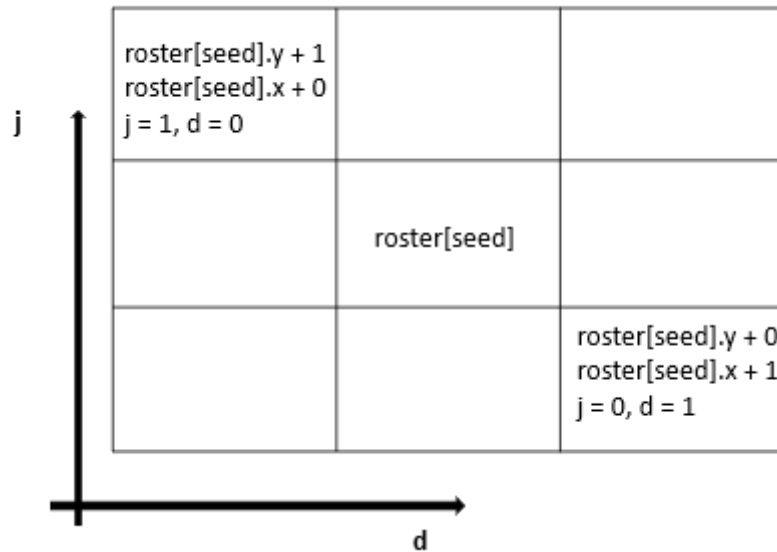 roster[seed].y + 1
roster[seed].x + 0
j = 1, d = 0
j
roster[seed]
roster[seed].y + 0
roster[seed].x + 1
j = 0, d = 1
d